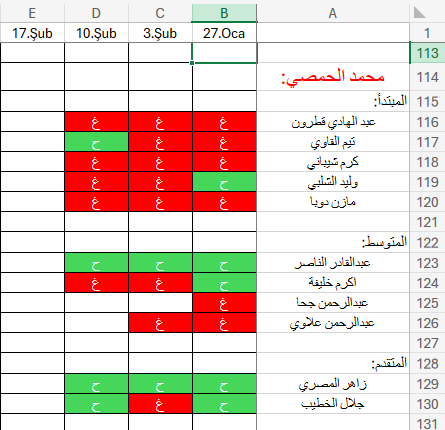 A B C D E
1 27.Oca 3.Şub 10.Şub 17.Şub
113
114 محمد الحمصي:
115 المبتدأ:
116 عبد الهادي قطرون غ غ غ
117 تيم القاوي غ غ ح
118 كرم شيباني غ غ غ
119 وليد الشلبي ح غ غ
120 مازن دوبا غ غ غ
121
122 المتوسط:
123 عبدالقادر الناصر ح ح ح
124 اكرم خليفة ح غ غ
125 عبدالرحمن جحا غ
126 عبدالرحمن علاوي غ غ
127
128 المتقدم:
129 زاهر المصري ح ح ح
130 جلال الخطيب ح غ ح
131